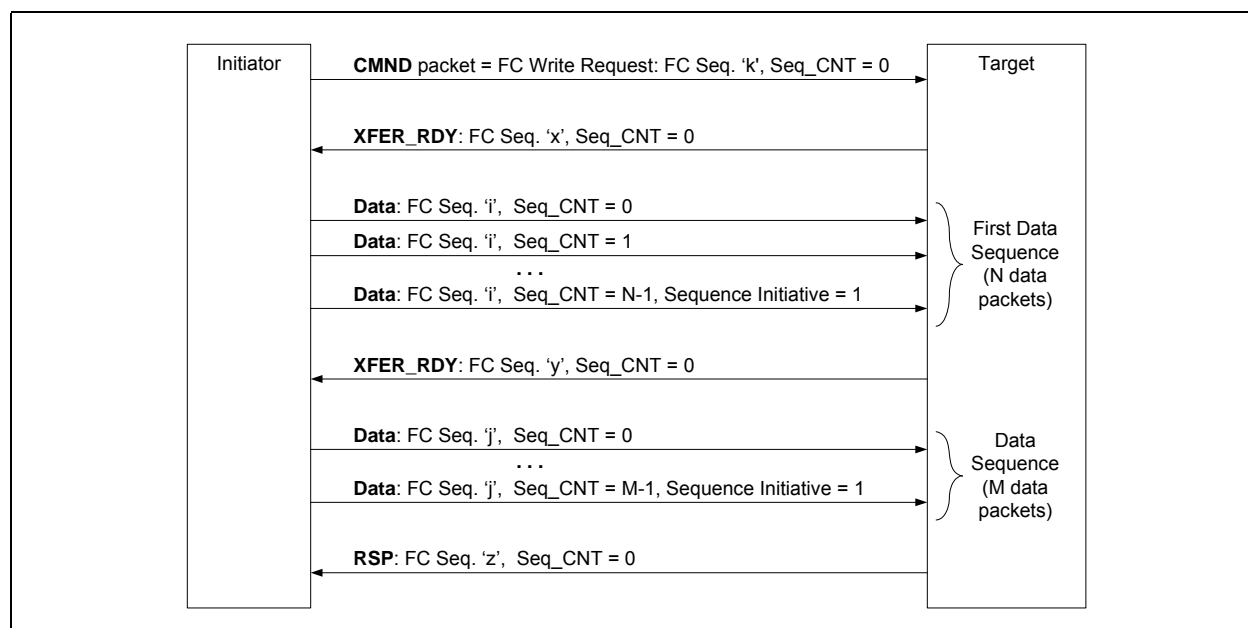 Initiator
Target
CMND packet = FC Write Request: FC Seq. ‘k', Seq_CNT = 0
XFER_RDY: FC Seq. ‘x’, Seq_CNT = 0
Data: FC Seq. ‘i’, Seq_CNT = 0
Data: FC Seq. ‘i’, Seq_CNT = 1
. . .
Data: FC Seq. ‘i’, Seq_CNT = N-1, Sequence Initiative = 1
First Data
Sequence
(N data
packets)
XFER_RDY: FC Seq. ‘y’, Seq_CNT = 0
Data: FC Seq. ‘j’, Seq_CNT = 0
. . .
Data: FC Seq. ‘j’, Seq_CNT = M-1, Sequence Initiative = 1
Data
Sequence
(M data
packets)
RSP: FC Seq. ‘z’, Seq_CNT = 0